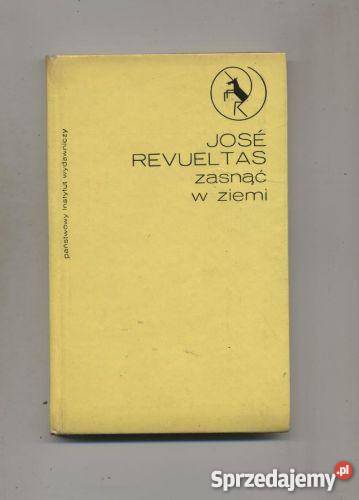 JOSÉ
REVUELTAS
zasnąć
w ziemi
państwowy instytut wydawniczy
Sprzedajemy.pl